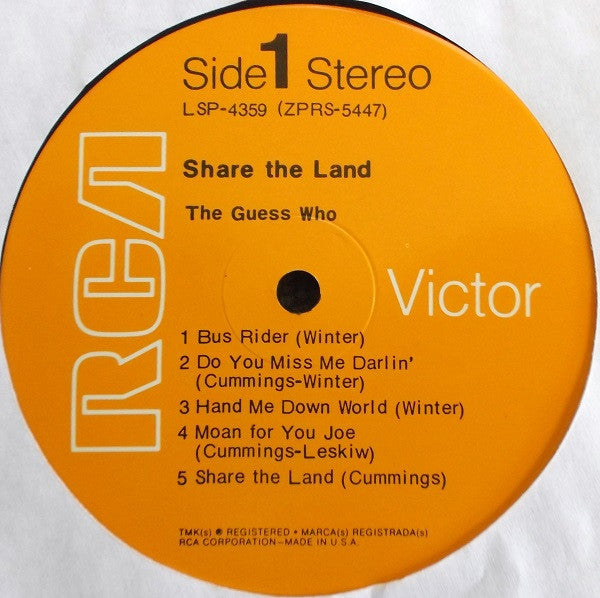 Side 1 Stereo
LSP-4359 (ZPRS-5447)
Share the Land
The Guess Who
RCA
Victor
1 Bus Rider (Winter)
2 Do You Miss Me Darlin'
(Cummings-Winter)
3 Hand Me Down World (Winter)
4 Moan for You Joe
(Cummings-Leskiw)
5 Share the Land (Cummings)
TMK(s) ® REGISTERED • MARCA(s) REGISTRADA(s)
RCA CORPORATION—MADE IN U.S.A.